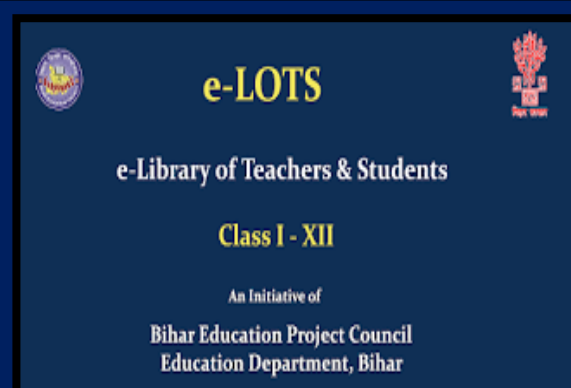 e-LOTS
e-Library of Teachers & Students
Class I - XII
An Initiative of
Bihar Education Project Council
Education Department, Bihar